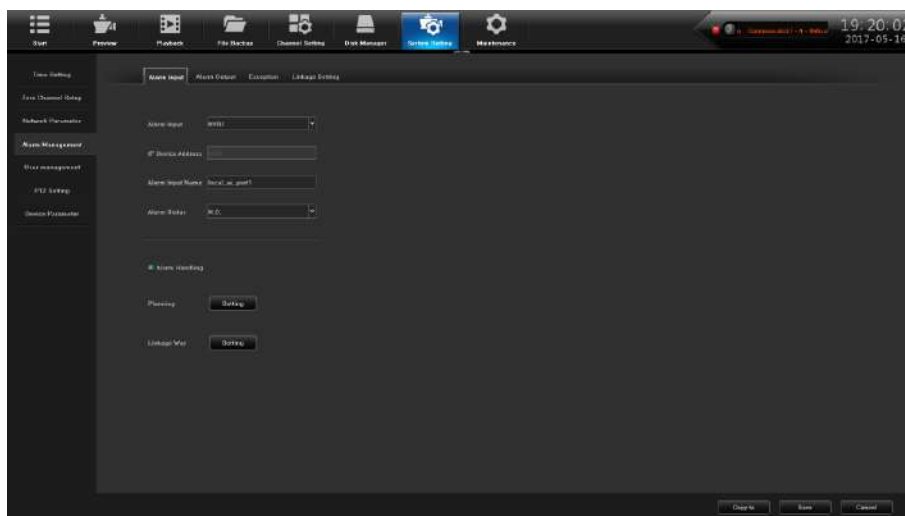 Start
Preview
Playback
File Backup
Channel Setting
Disk Manager
System Setting
Maintenance
19:20:02
2017-05-16
Time Setting
Zero Channel Setup
Network Parameter
Alarm Management
User management
PTZ Setting
Device Parameter
Alarm Input
Alarm Output
Exception
Linkage Setting
Alarm Input
IP Device Address
Alarm Input Name
Alarm Status
N.O.
Alarm Handling
Planning
Setting
Linkage Way
Setting
Copy to
Save
Cancel